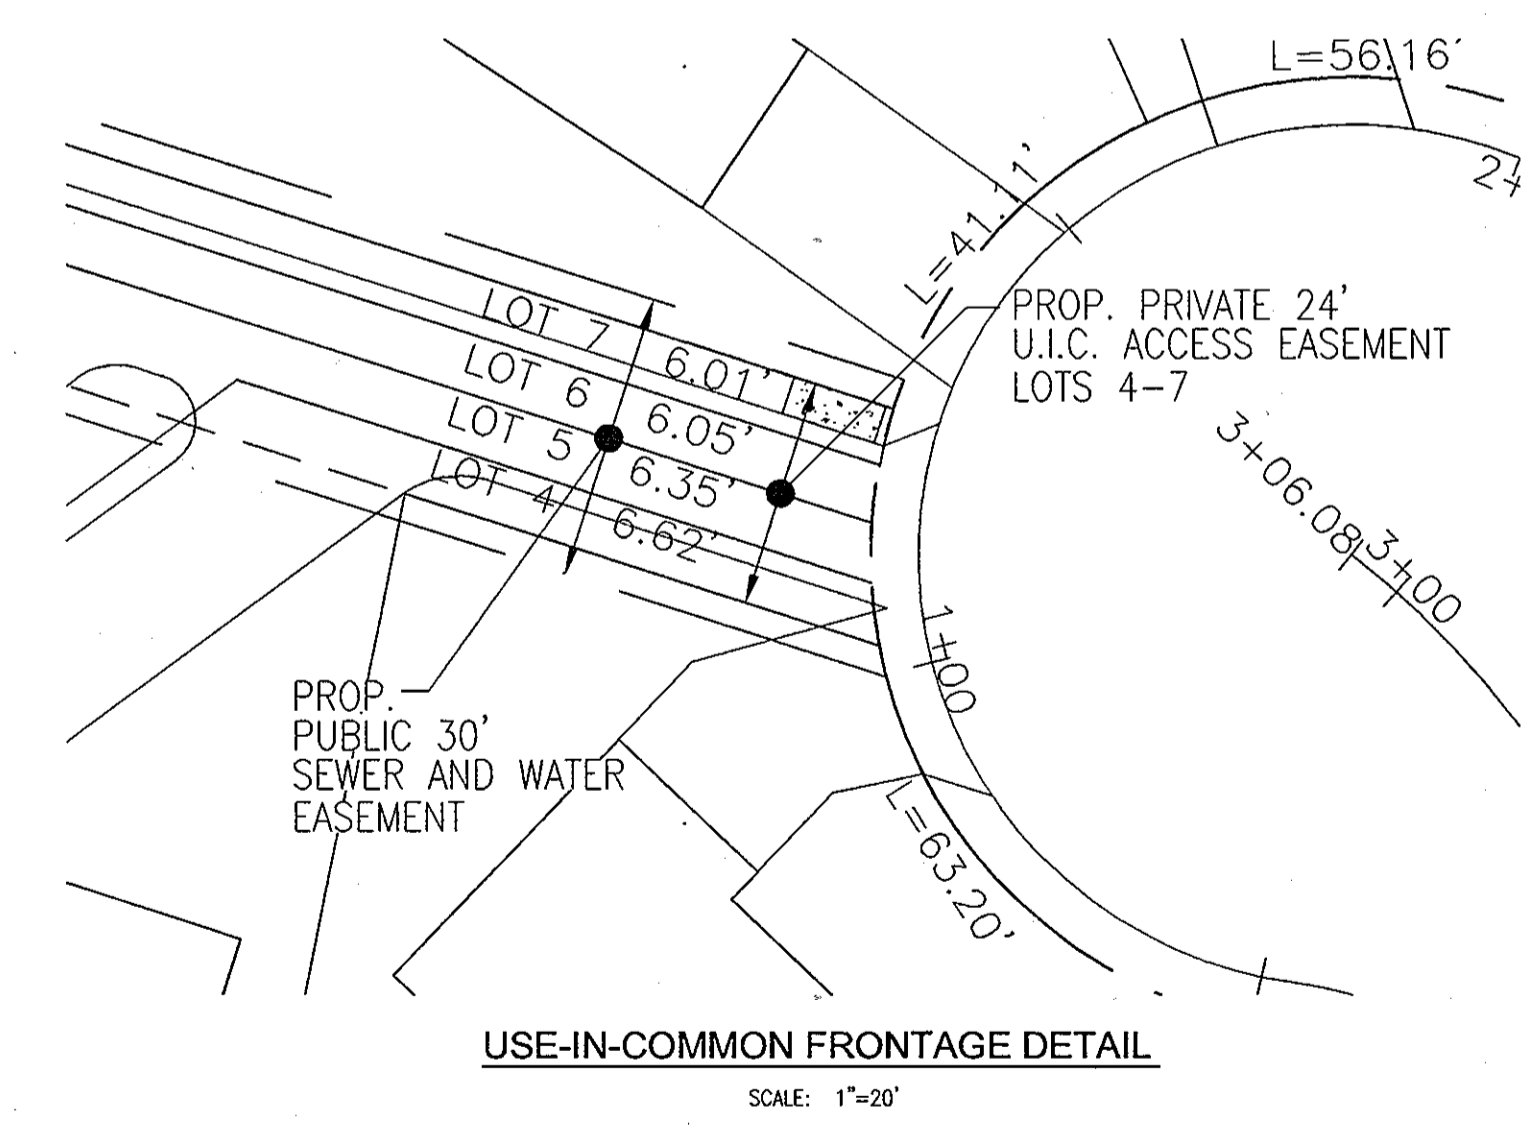 L=56.16'
24
L=41.11'
PROP. PRIVATE 24'
U.I.C. ACCESS EASEMENT
LOTS 4-7
LOT 7 6.01'
LOT 6 6.05'
LOT 5 6.35'
LOT 4 6.62'
3+06.08
3+00
1+00
PROP.
PUBLIC 30'
SEWER AND WATER
EASEMENT
L=63.20'
USE-IN-COMMON FRONTAGE DETAIL
SCALE: 1"=20'